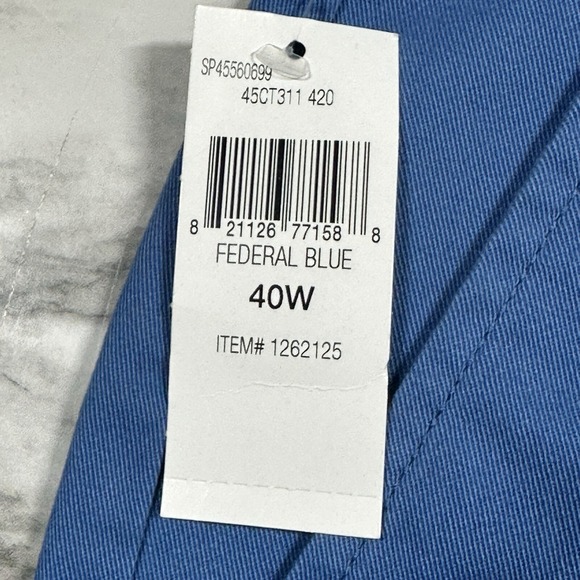 SP45560699
45CT311 420
8 21126 77158 8
FEDERAL BLUE
40W
ITEM# 1262125